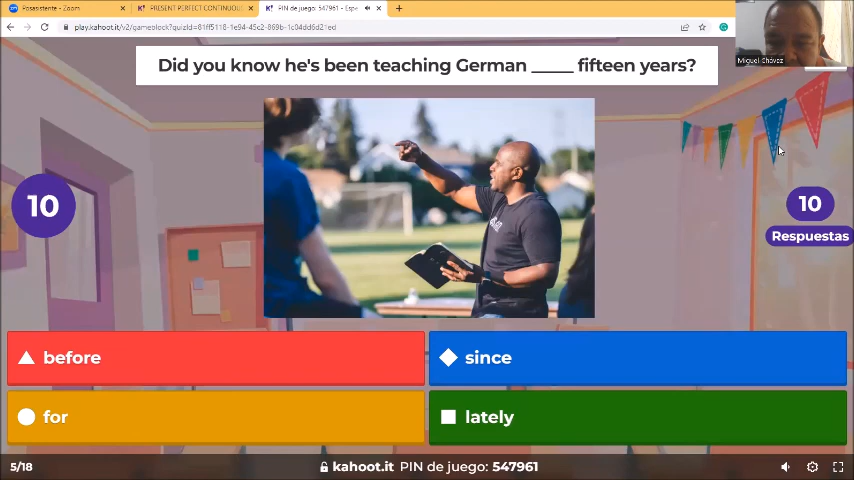 Posasistente - Zoom
PRESENT PERFECT CONTINUOUS
PIN de juego: 547961 - Espe
play.kahoot.it/v2/gameblock?quizId=81ff5118-1e94-45c2-869b-1c04dd6d21ed
Miguel Chávez
Did you know he's been teaching German _____ fifteen years?
10
10
Respuestas
before
since
for
lately
5/18
kahoot.it PIN de juego: 547961